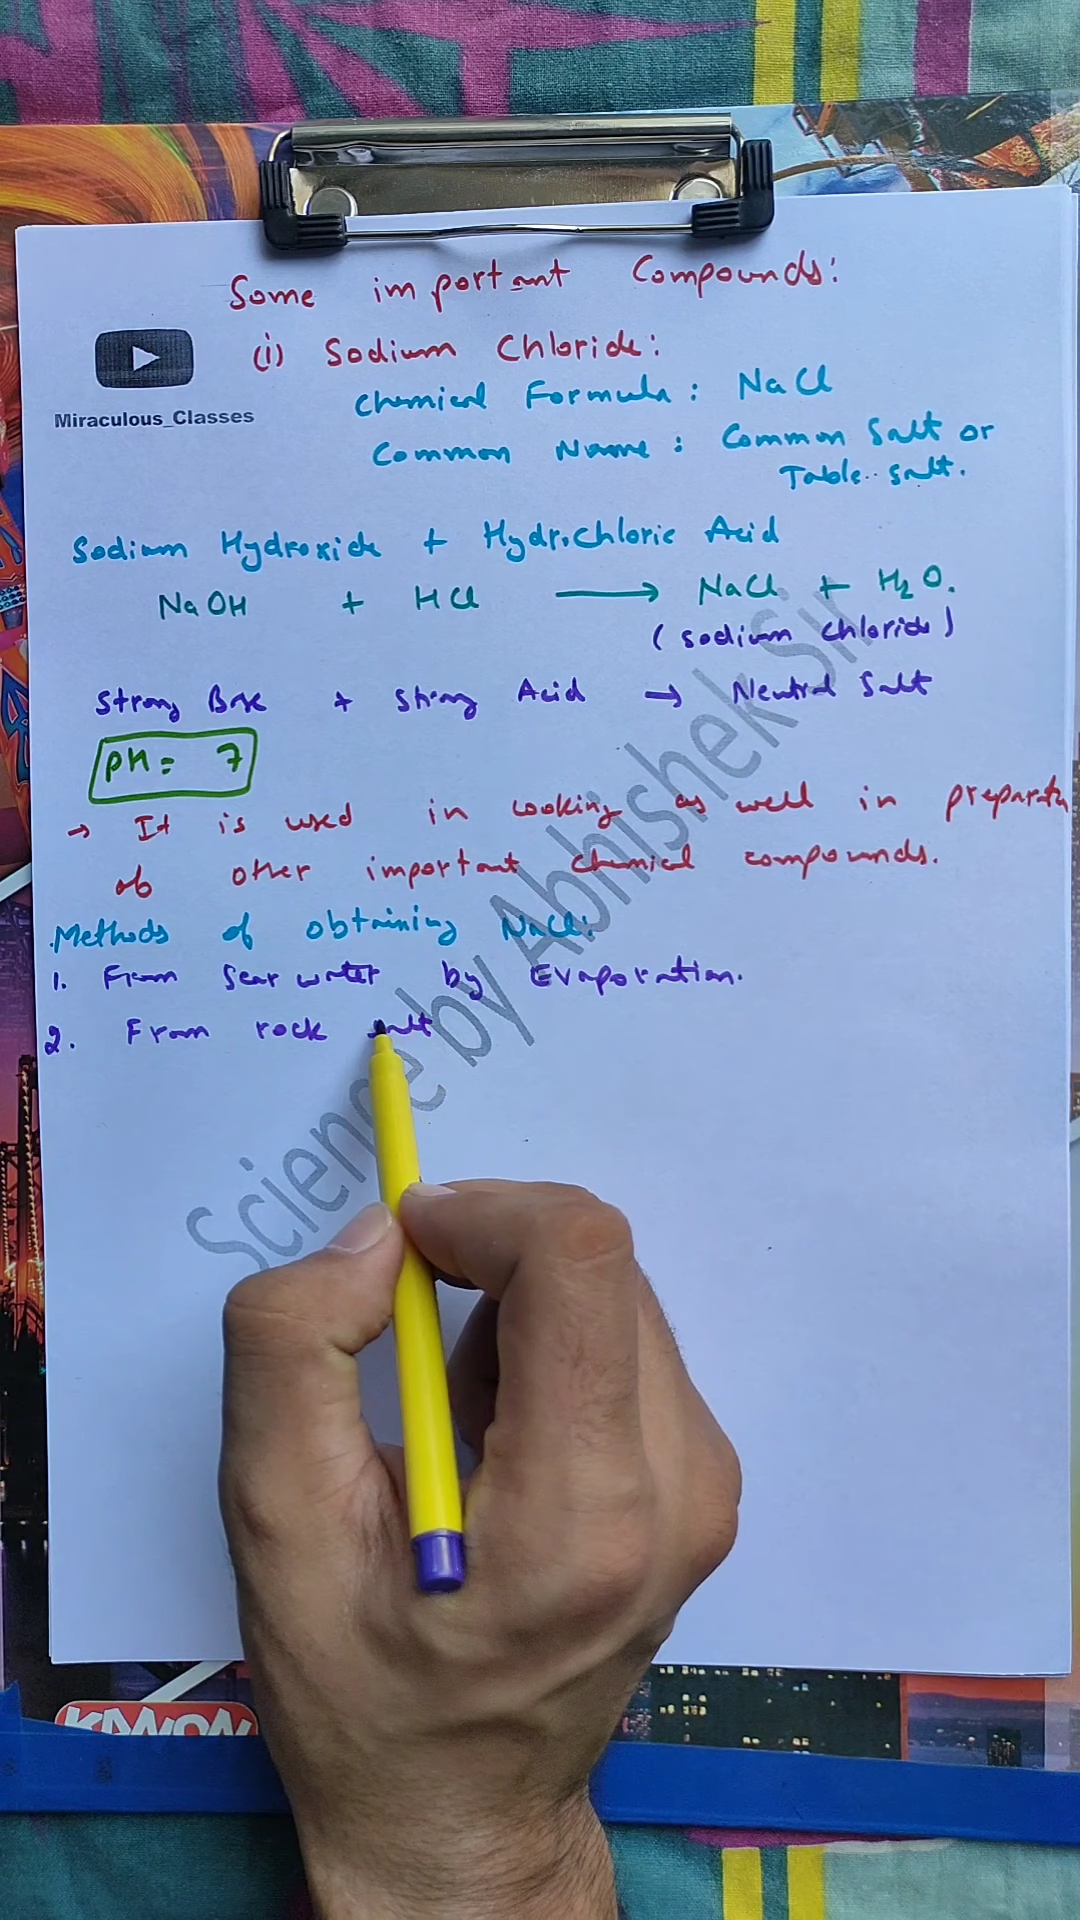 Some important Compounds:
(i) Sodium Chloride:
Miraculous_Classes
Chemical Formula: NaCl
Common Name: Common Salt or
Table salt.
Sodium Hydroxide + Hydrochloric Acid
NaOH + HCl ⟶ NaCl + H₂O.
(Sodium chloride)
Strong Base + Strong Acid → Neutral Salt
PH = 7
→ It is used in cooking as well in preparation
of other important chemical compounds.
Methods of obtaining NaCl:
1. From Sea water by Evaporation.
2. From rock salt
Science by Abhishek Sir
KIWON